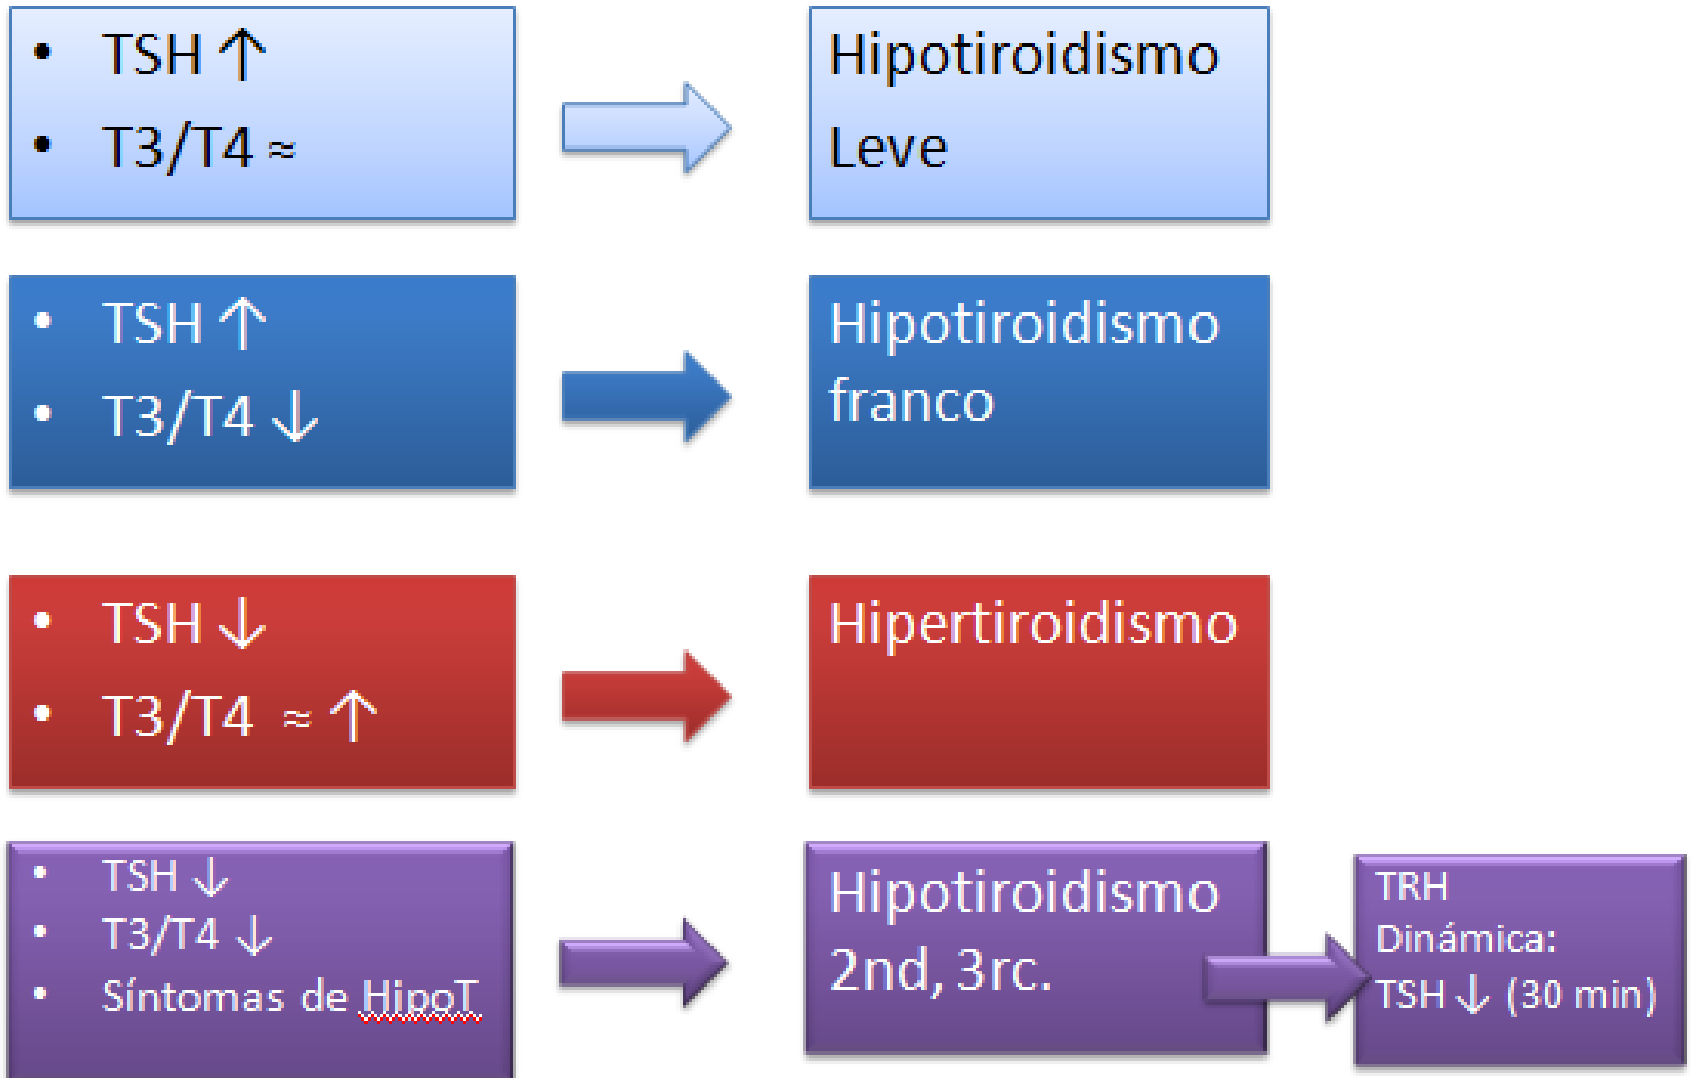 • TSH ↑
• T3/T4 ≈
Hipotiroidismo
Leve
• TSH ↑
• T3/T4 ↓
Hipotiroidismo
franco
• TSH ↓
• T3/T4 ≈ ↑
Hipertiroidismo
• TSH ↓
• T3/T4 ↓
• Síntomas de HipoT
Hipotiroidismo
2nd, 3rc.
TRH
Dinámica:
TSH ↓ (30 min)